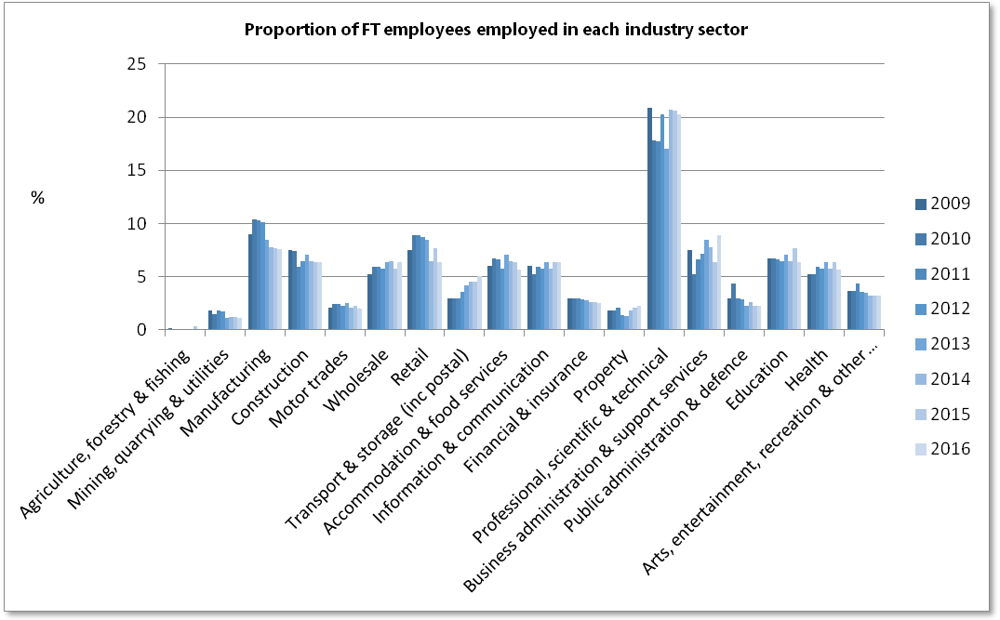 Proportion of FT employees employed in each industry sector
25
20
15
10
5
0
%
Agriculture, forestry & fishing
Mining, quarrying & utilities
Manufacturing
Construction
Motor trades
Wholesale
Retail
Transport & storage (inc postal)
Accommodation & food services
Information & communication
Financial & insurance
Property
Professional, scientific & technical
Business administration & support services
Public administration & defence
Education
Health
Arts, entertainment, recreation & other...
2009
2010
2011
2012
2013
2014
2015
2016